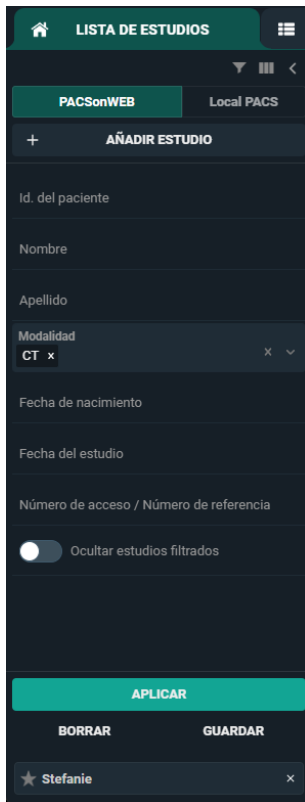 LISTA DE ESTUDIOS
PACSonWEB Local PACS
+ AÑADIR ESTUDIO
Id. del paciente
Nombre
Apellido
Modalidad
CT x
Fecha de nacimiento
Fecha del estudio
Número de acceso / Número de referencia
Ocultar estudios filtrados
APLICAR
BORRAR GUARDAR
Stefanie